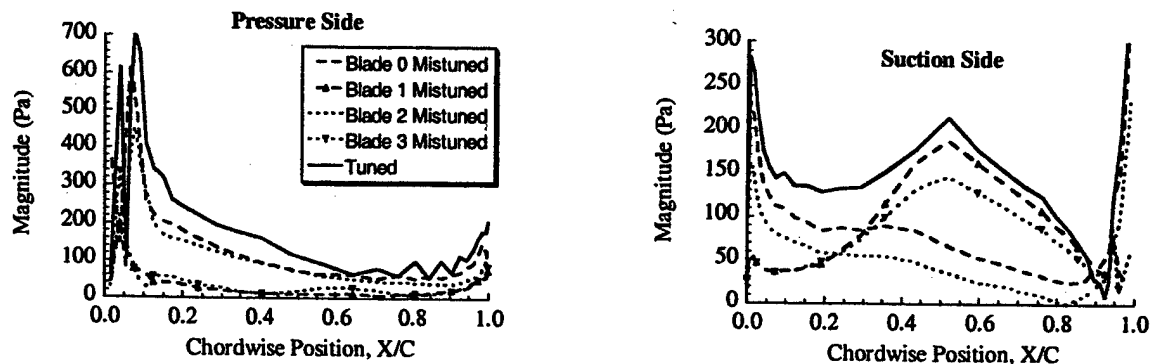 Pressure Side
700
600
500
400
300
200
100
0
Magnitude (Pa)
Blade 0 Mistuned
Blade 1 Mistuned
Blade 2 Mistuned
Blade 3 Mistuned
Tuned
0.0 0.2 0.4 0.6 0.8 1.0
Chordwise Position, X/C
Suction Side
300
250
200
150
100
50
0
Magnitude (Pa)
0.0 0.2 0.4 0.6 0.8 1.0
Chordwise Position, X/C